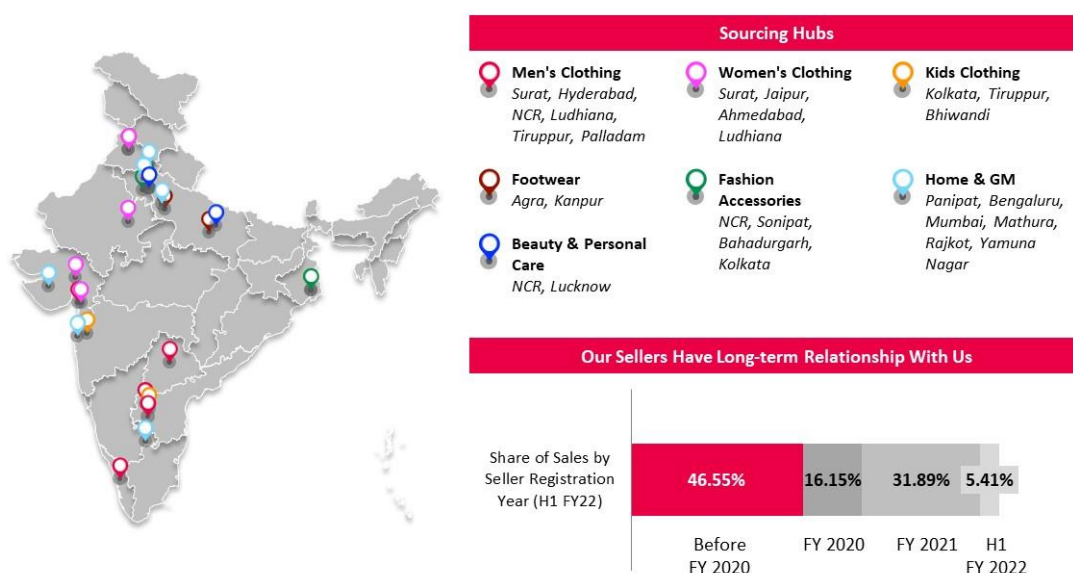 Sourcing Hubs
Men's Clothing
Surat, Hyderabad,
NCR, Ludhiana,
Tiruppur, Palladam
Women's Clothing
Surat, Jaipur,
Ahmedabad,
Ludhiana
Kids Clothing
Kolkata, Tiruppur,
Bhiwandi
Footwear
Agra, Kanpur
Fashion
Accessories
NCR, Sonipat,
Bahadurgarh,
Kolkata
Home & GM
Panipat, Bengaluru,
Mumbai, Mathura,
Rajkot, Yamuna
Nagar
Beauty & Personal
Care
NCR, Lucknow
Our Sellers Have Long-term Relationship With Us
Share of Sales by
Seller Registration
Year (H1 FY22)
46.55%
16.15%
31.89%
5.41%
Before
FY 2020
FY 2020
FY 2021
H1
FY 2022